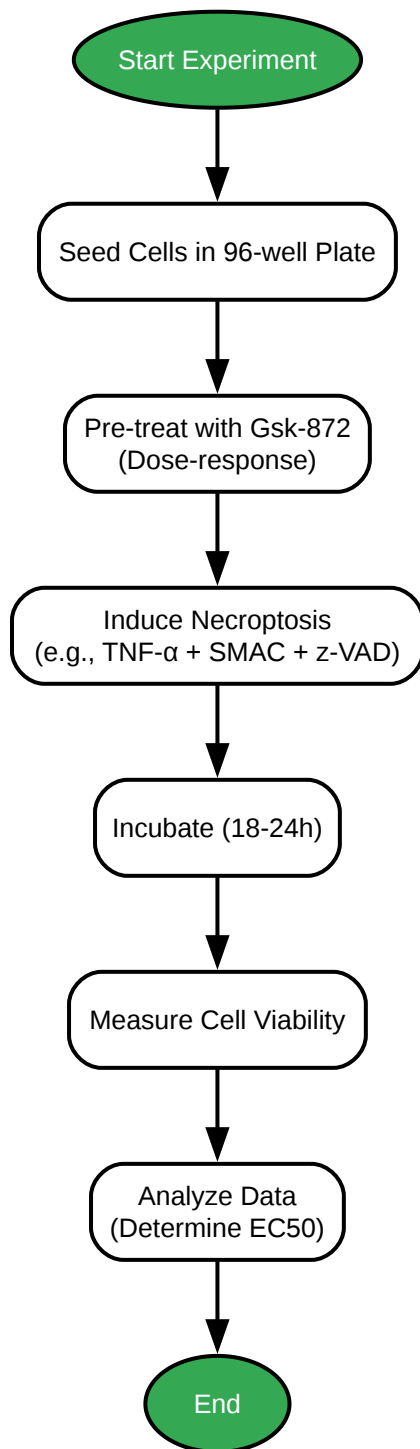 Start Experiment
Seed Cells in 96-well Plate
Pre-treat with Gsk-872
(Dose-response)
Induce Necroptosis
(e.g., TNF-α + SMAC + z-VAD)
Incubate (18-24h)
Measure Cell Viability
Analyze Data
(Determine EC50)
End